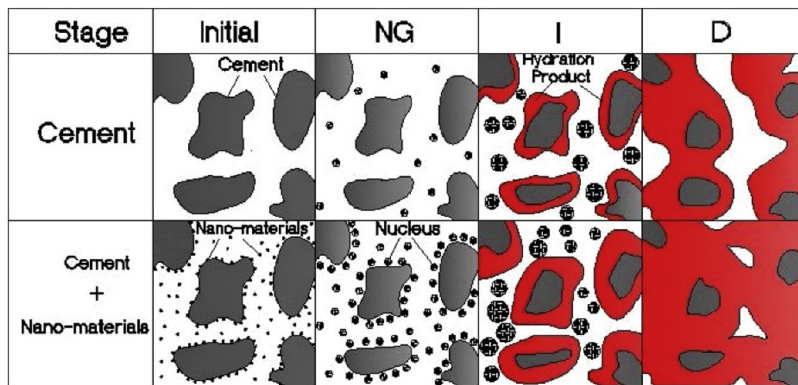 Stage Initial NG I D
Cement
Cement
Hydration
Product
Cement
+
Nano-materials
Nano-materials
Nucleus